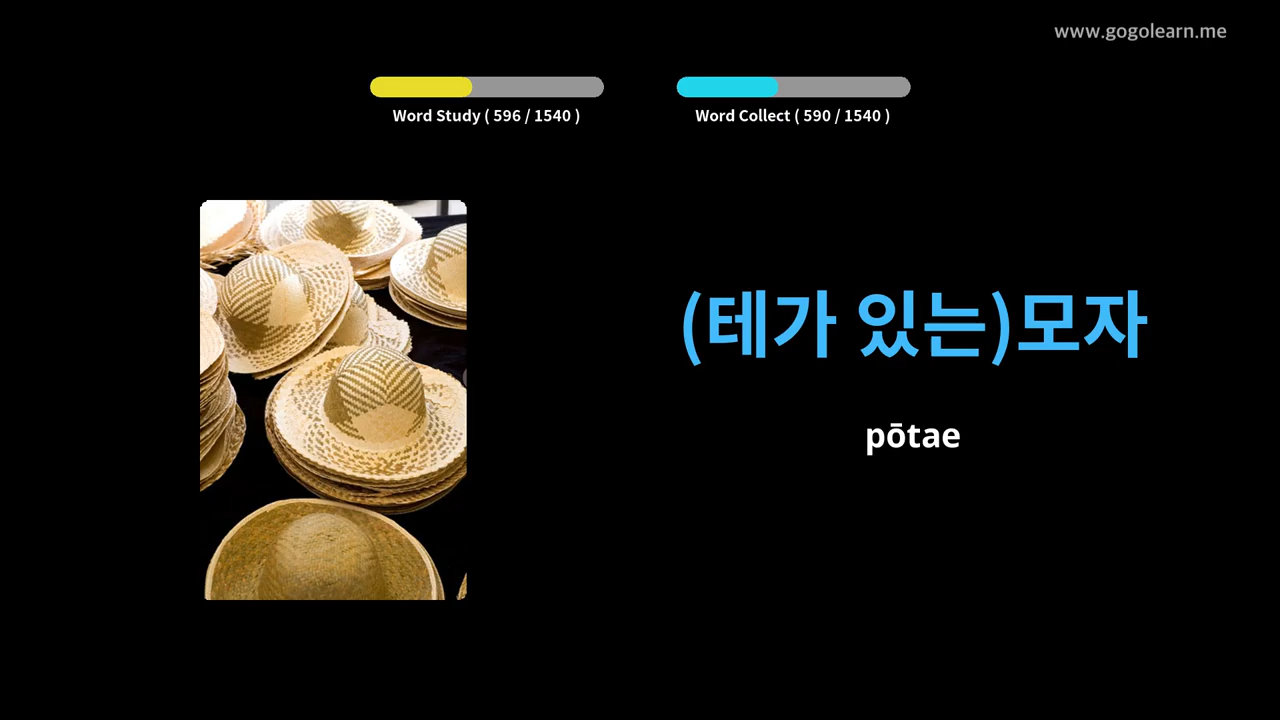 www.gogolearn.me
Word Study ( 596 / 1540 )
Word Collect ( 590 / 1540 )
(테가 있는)모자
pōtae